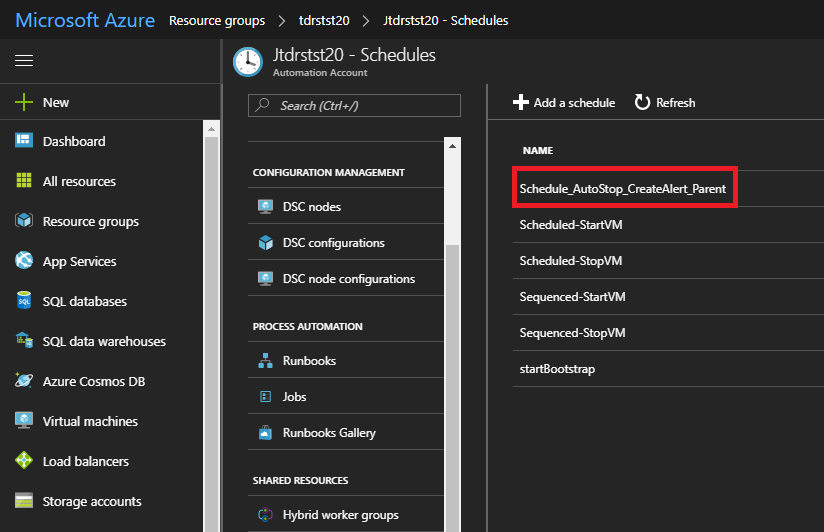 Microsoft Azure Resource groups > tdrstst20 > Jtdrstst20 - Schedules
Jtdrstst20 - Schedules
Automation Account
New
Dashboard
All resources
Resource groups
App Services
SQL databases
SQL data warehouses
Azure Cosmos DB
Virtual machines
Load balancers
Storage accounts
Search (Ctrl+/)
CONFIGURATION MANAGEMENT
DSC nodes
DSC configurations
DSC node configurations
PROCESS AUTOMATION
Runbooks
Jobs
Runbooks Gallery
SHARED RESOURCES
Hybrid worker groups
Add a schedule Refresh
NAME
Schedule_AutoStop_CreateAlert_Parent
Scheduled-StartVM
Scheduled-StopVM
Sequenced-StartVM
Sequenced-StopVM
startBootstrap